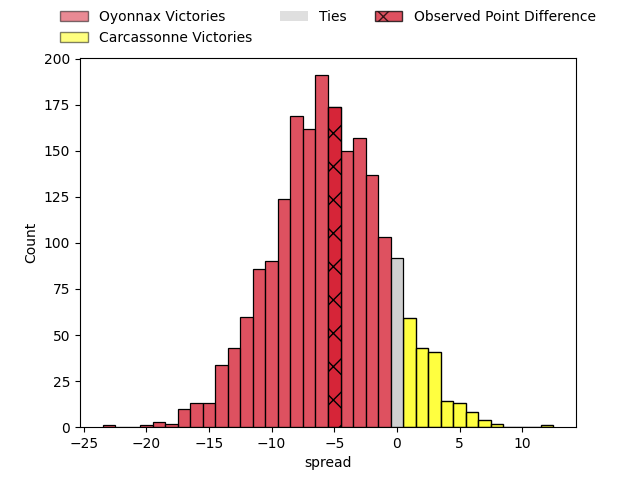 Oyonnax Victories
Carcassonne Victories
Ties
Observed Point Difference
200
175
150
125
100
75
50
25
0
Count
−25 −20 −15 −10 −5 0 5 10
spread